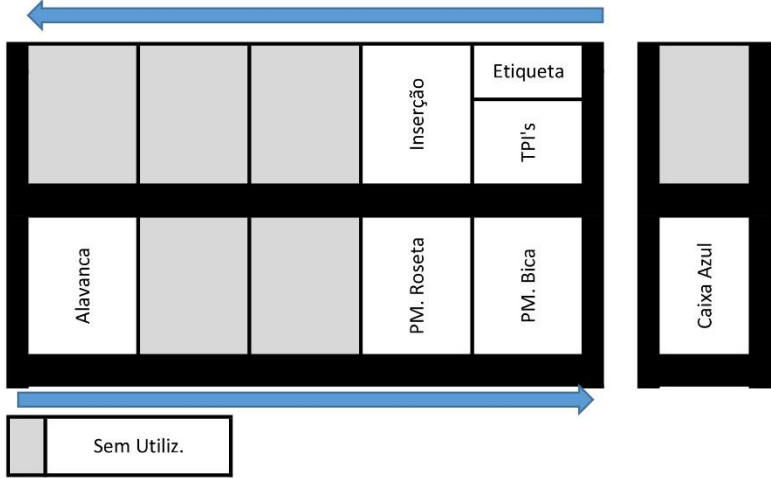 Etiqueta
Inserção
TPI's
Alavanca
PM. Roseta
PM. Bica
Caixa Azul
Sem Utiliz.